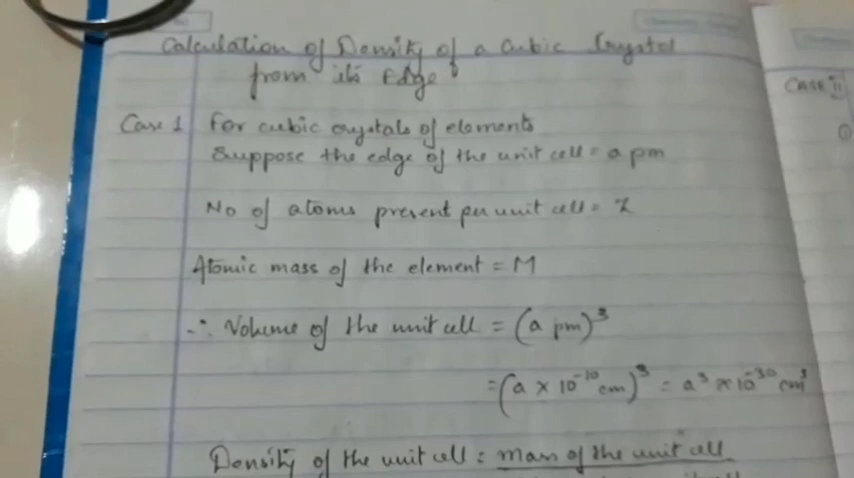 Calculation of Density of a Cubic Crystal
from its Edge
Case 1 For cubic crystals of elements
Suppose the edge of the unit cell = a pm
No of atoms present per unit cell = Z
Atomic mass of the element = M
∴ Volume of the unit cell = (a pm)³
= (a × 10⁻¹⁰ cm)³ = a³ × 10⁻³⁰ cm³
Density of the unit cell = mass of the unit cell
CASE II